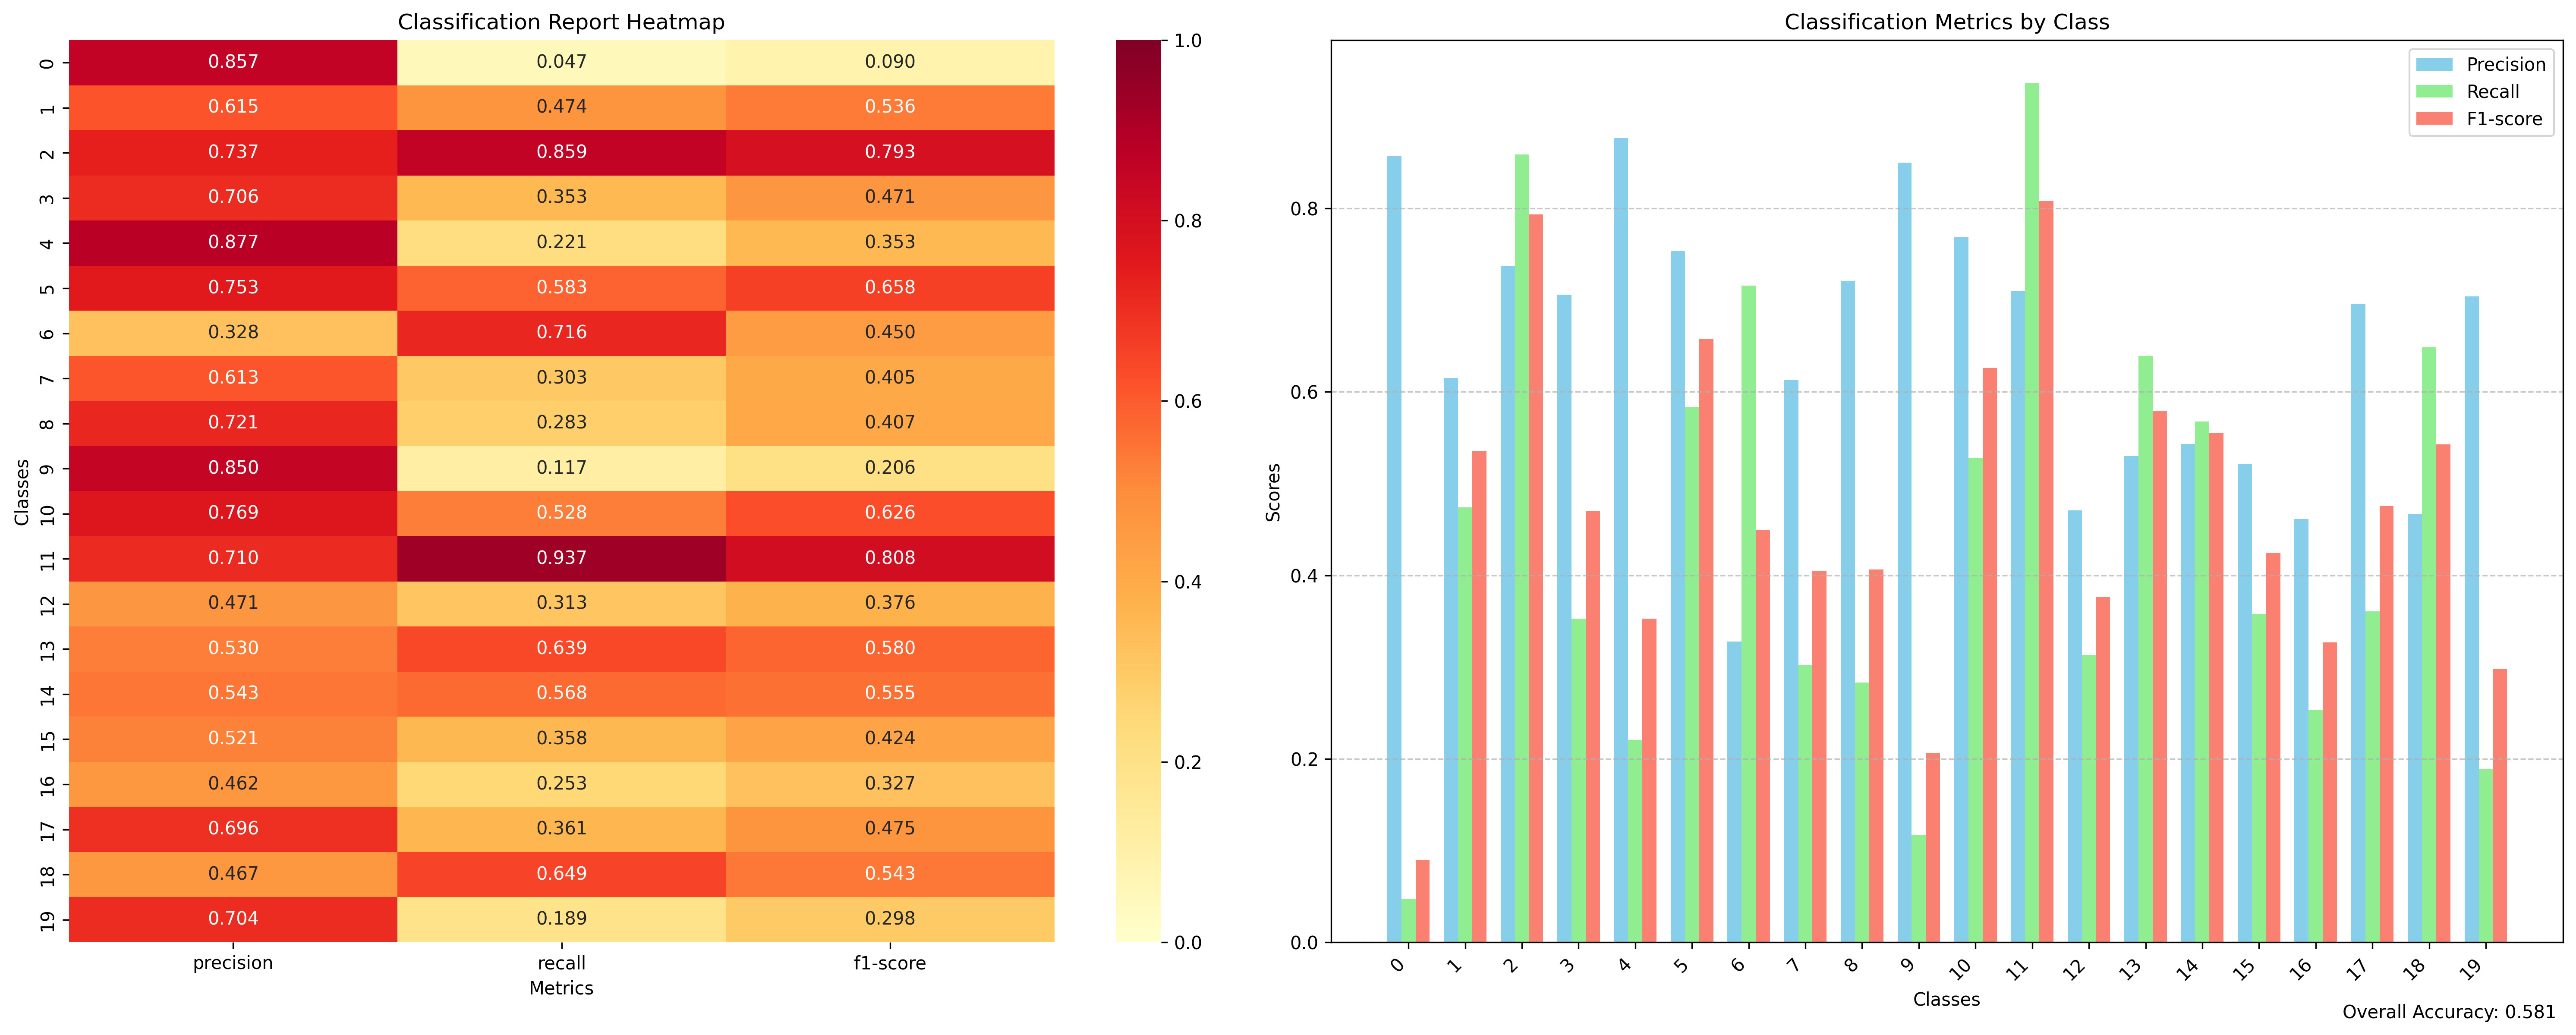 Classification Report Heatmap
0 0.857 0.047 0.090
1 0.615 0.474 0.536
2 0.737 0.859 0.793
3 0.706 0.353 0.471
4 0.877 0.221 0.353
5 0.753 0.583 0.658
6 0.328 0.716 0.450
7 0.613 0.303 0.405
8 0.721 0.283 0.407
9 0.850 0.117 0.206
10 0.769 0.528 0.626
11 0.710 0.937 0.808
12 0.471 0.313 0.376
13 0.530 0.639 0.580
14 0.543 0.568 0.555
15 0.521 0.358 0.424
16 0.462 0.253 0.327
17 0.696 0.361 0.475
18 0.467 0.649 0.543
19 0.704 0.189 0.298
Classes
precision recall f1-score
Metrics
1.0
0.8
0.6
0.4
0.2
0.0
Classification Metrics by Class
Precision
Recall
F1-score
Scores
0.8
0.6
0.4
0.2
0.0
0 1 2 3 4 5 6 7 8 9 10 11 12 13 14 15 16 17 18 19
Classes
Overall Accuracy: 0.581